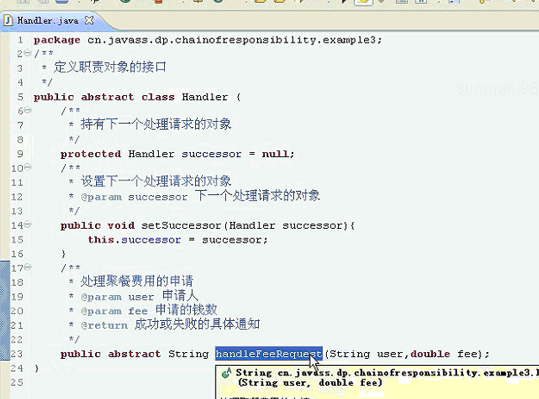 Handler.java
1 package cn.javass.dp.chainofresponsibility.example3;
2 /**
3 * 定义职责对象的接口
4 */
5 public abstract class Handler {
6 /**
7 * 持有下一个处理请求的对象
8 */
9 protected Handler successor = null;
10 /**
11 * 设置下一个处理请求的对象
12 * @param successor 下一个处理请求的对象
13 */
14 public void setSuccessor(Handler successor){
15 this.successor = successor;
16 }
17 /**
18 * 处理聚餐费用的申请
19 * @param user 申请人
20 * @param fee 申请的钱数
21 * @return 成功或失败的具体通知
22 */
23 public abstract String handleFeeRequest(String user,double fee);
24 }
25
String cn.javass.dp.chainofresponsibility.example3.
(String user, double fee)